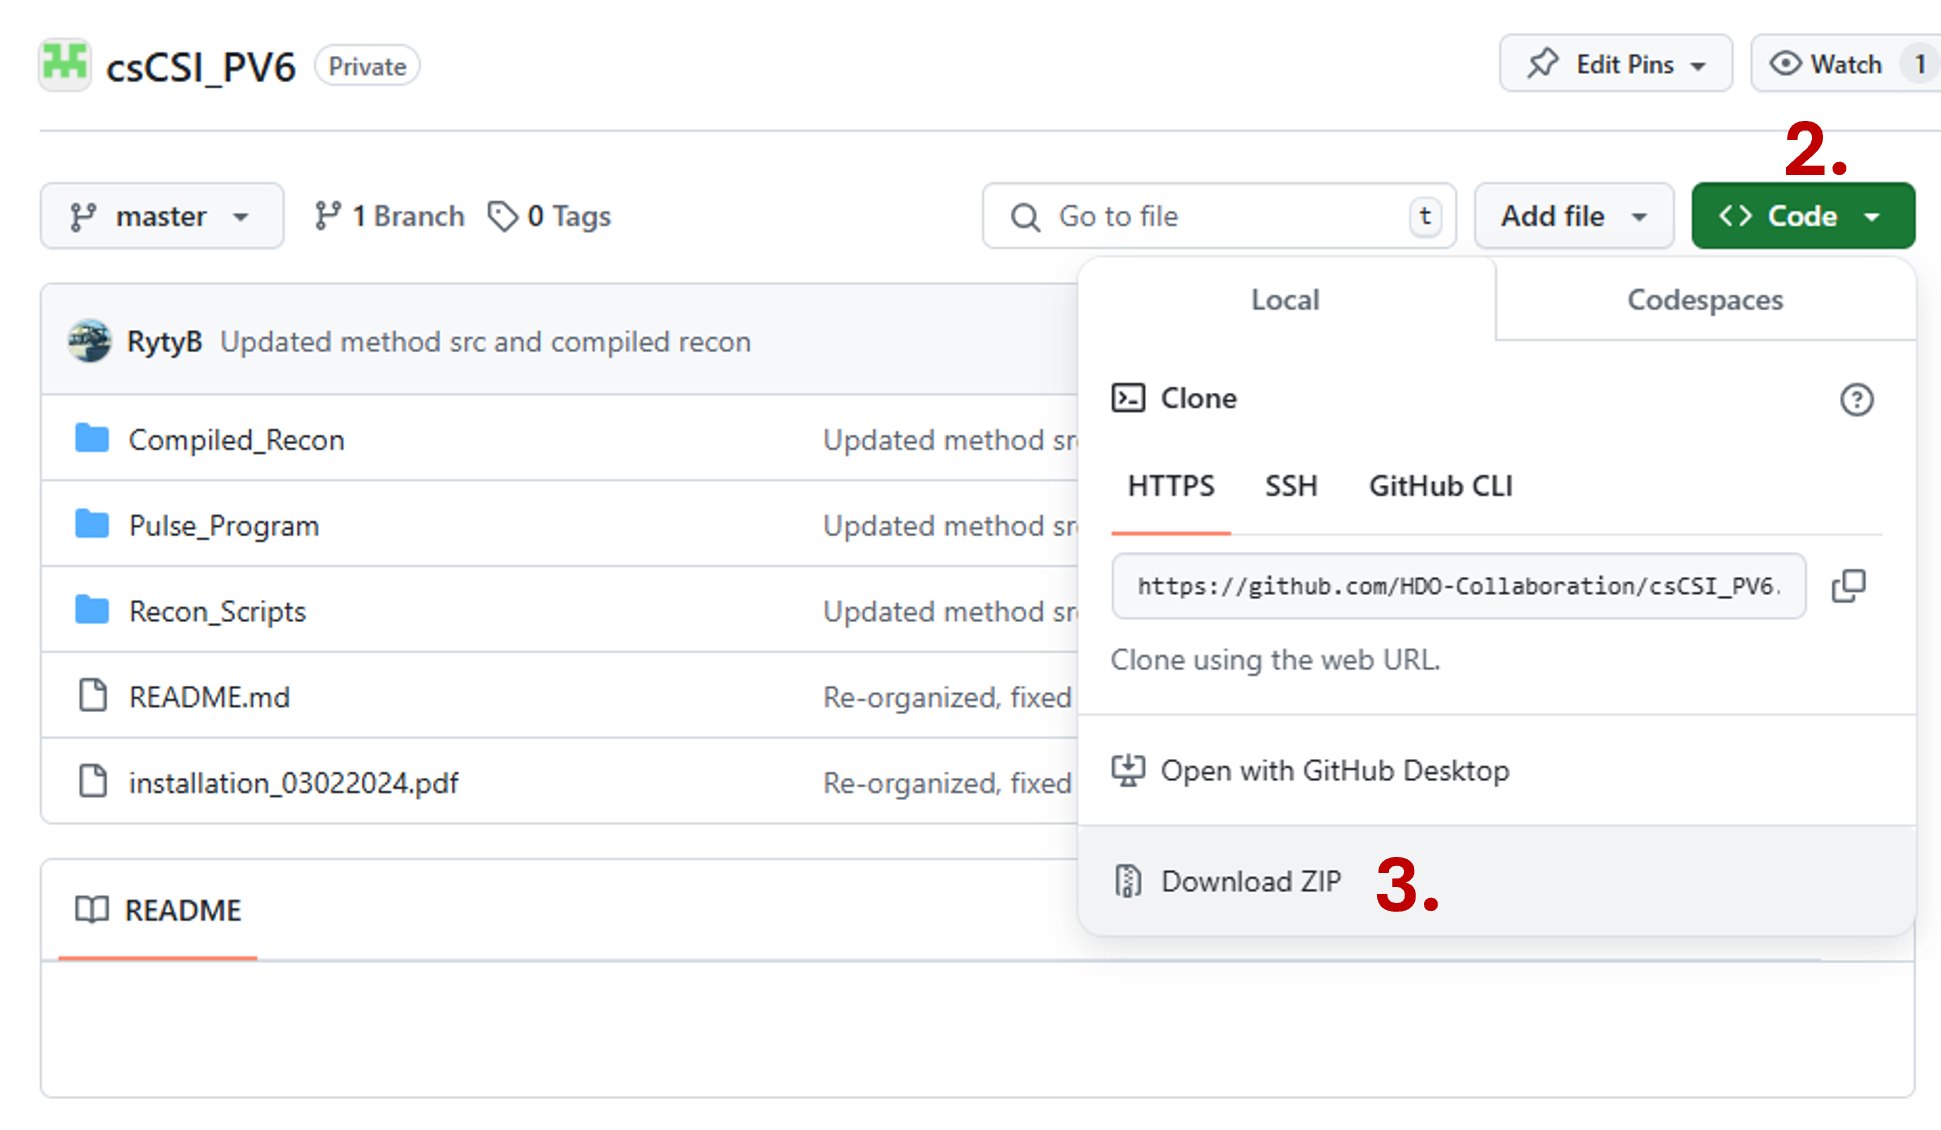 csCSI_PV6 Private Edit Pins Watch 1
2.
master 1 Branch 0 Tags Go to file t Add file Code
Local Codespaces
RytyB Updated method src and compiled recon
Clone
Compiled_Recon Updated method sr
HTTPS SSH GitHub CLI
Pulse_Program Updated method sr
https://github.com/HDO-Collaboration/csCSI_PV6.
Recon_Scripts Updated method sr
Clone using the web URL.
README.md Re-organized, fixed
Open with GitHub Desktop
installation_03022024.pdf Re-organized, fixed
Download ZIP 3.
README